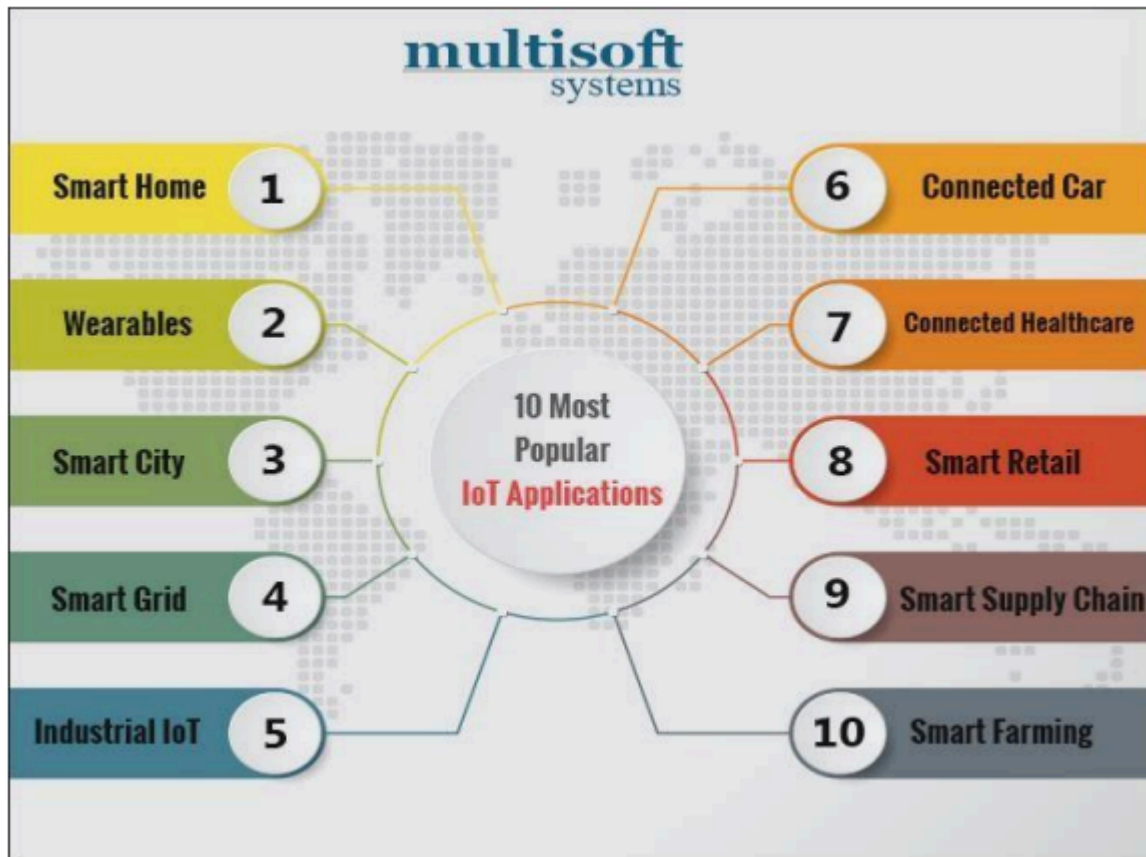 multisoft
systems
Smart Home 1
Wearables 2
Smart City 3
Smart Grid 4
Industrial IoT 5
10 Most
Popular
IoT Applications
6 Connected Car
7 Connected Healthcare
8 Smart Retail
9 Smart Supply Chain
10 Smart Farming